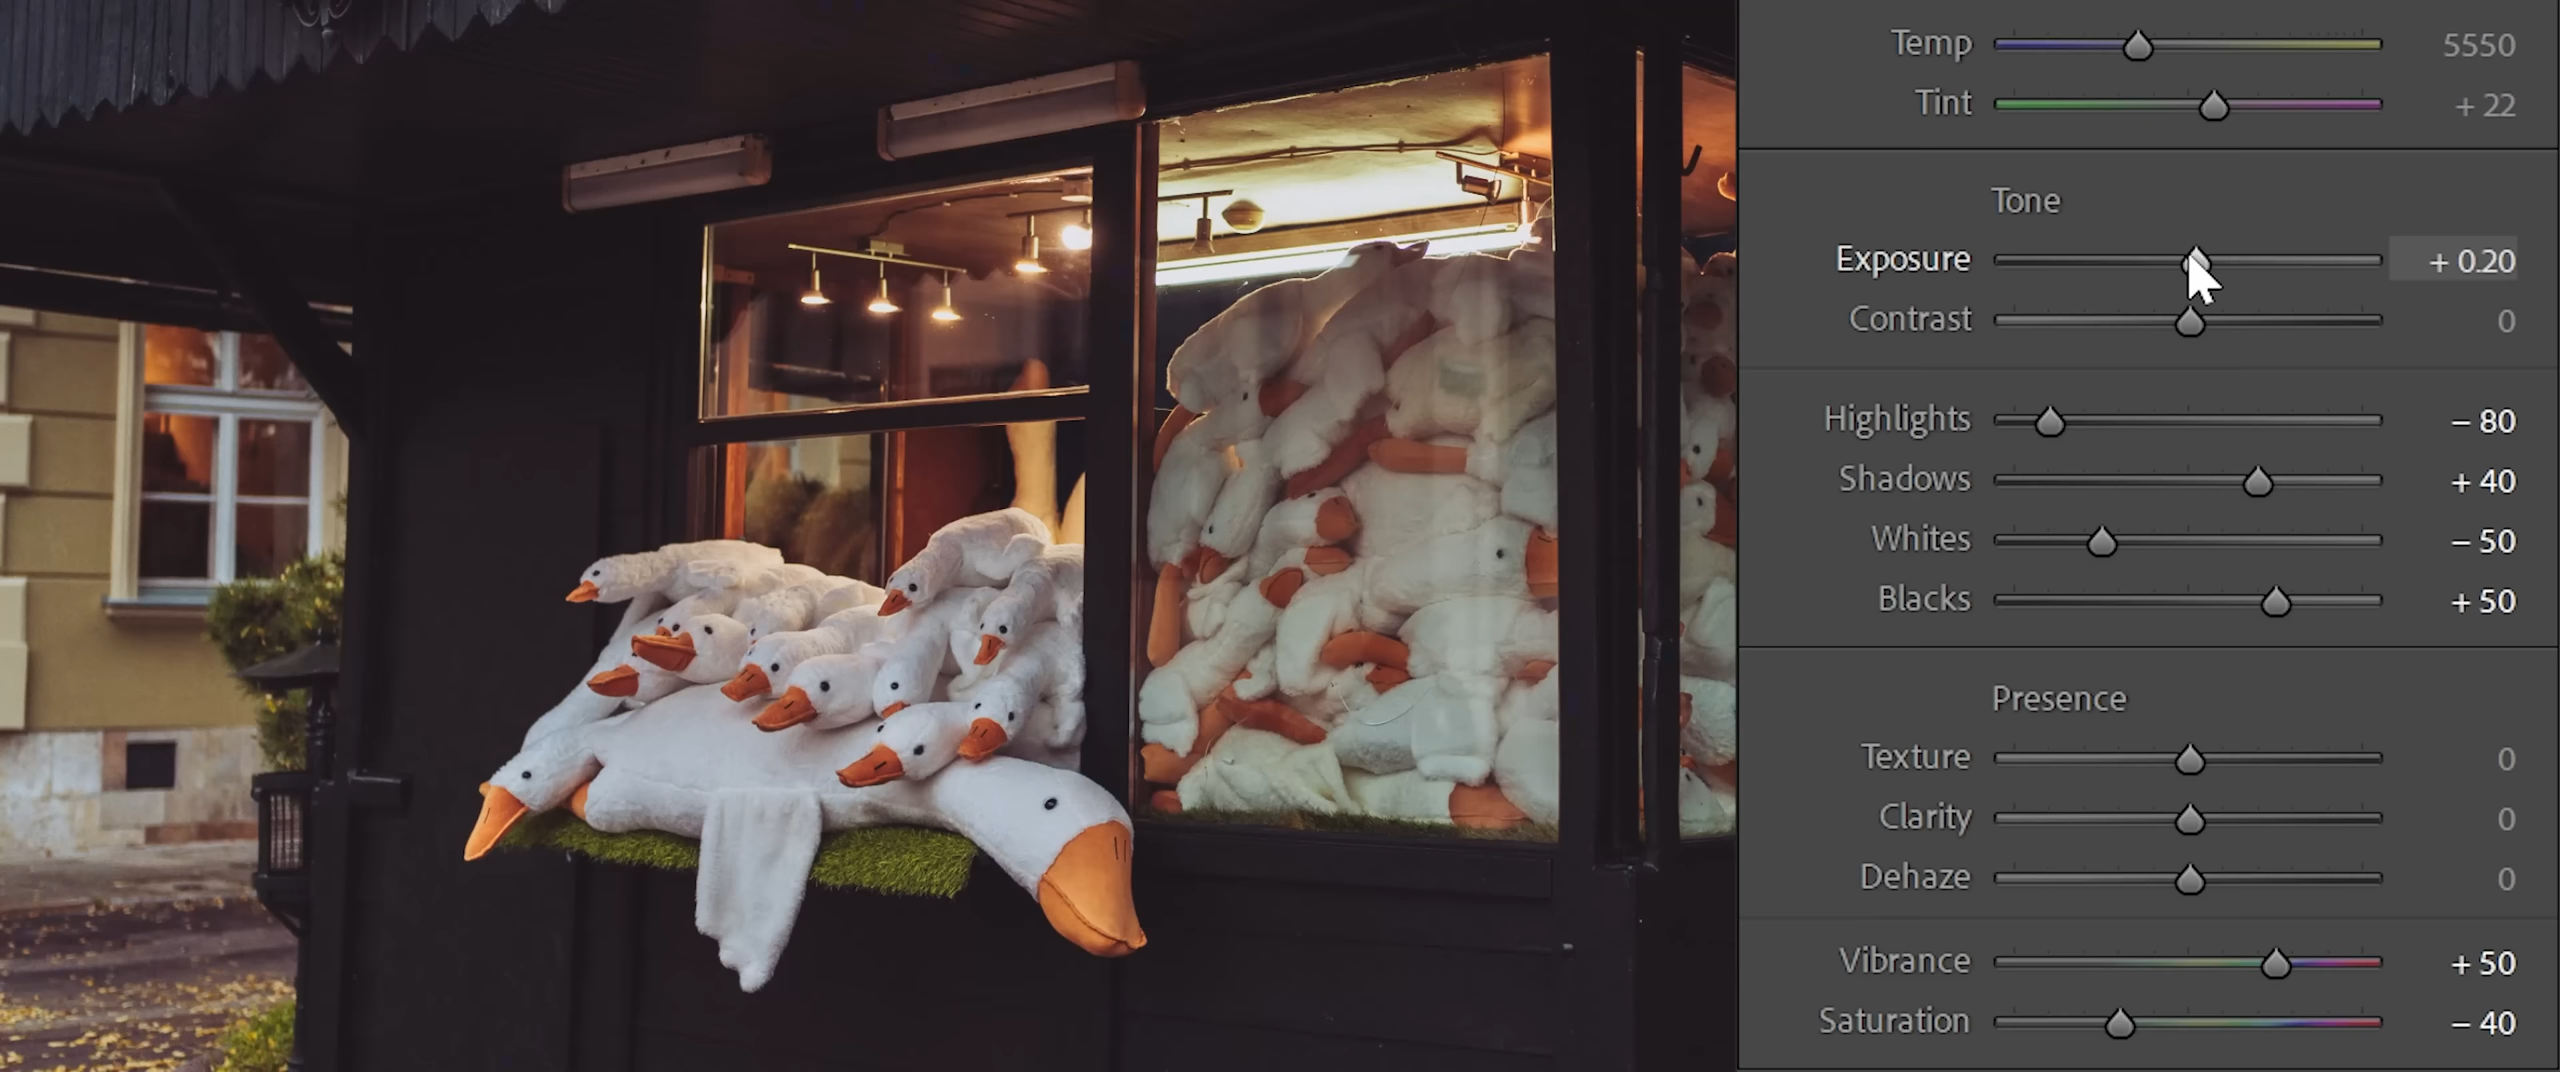 Temp 5550
Tint + 22
Tone
Exposure + 0.20
Contrast 0
Highlights − 80
Shadows + 40
Whites − 50
Blacks + 50
Presence
Texture 0
Clarity 0
Dehaze 0
Vibrance + 50
Saturation − 40